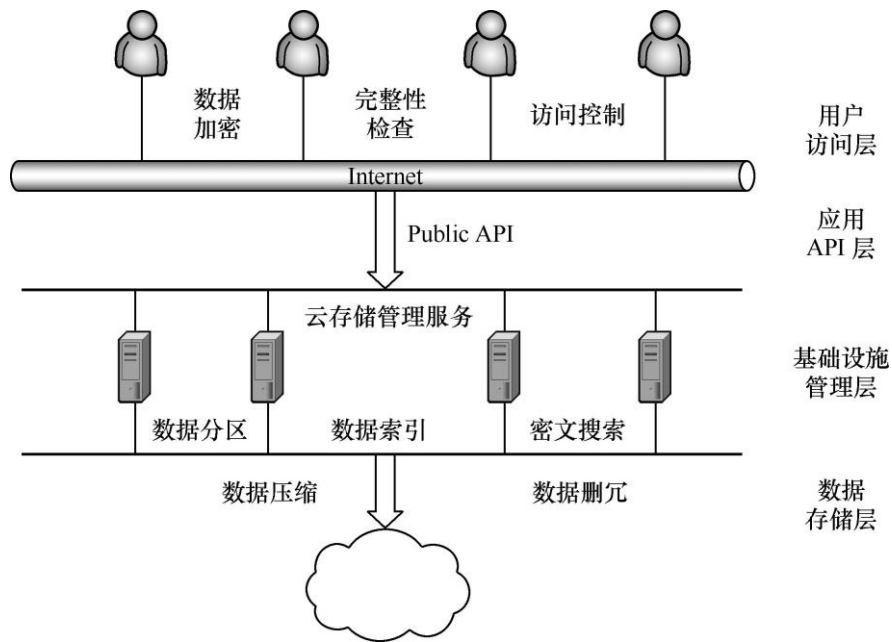 数据
加密
完整性
检查
访问控制
用户
访问层
Internet
Public API
应用
API 层
云存储管理服务
基础设施
管理层
数据分区
数据索引
密文搜索
数据压缩
数据删冗
数据
存储层